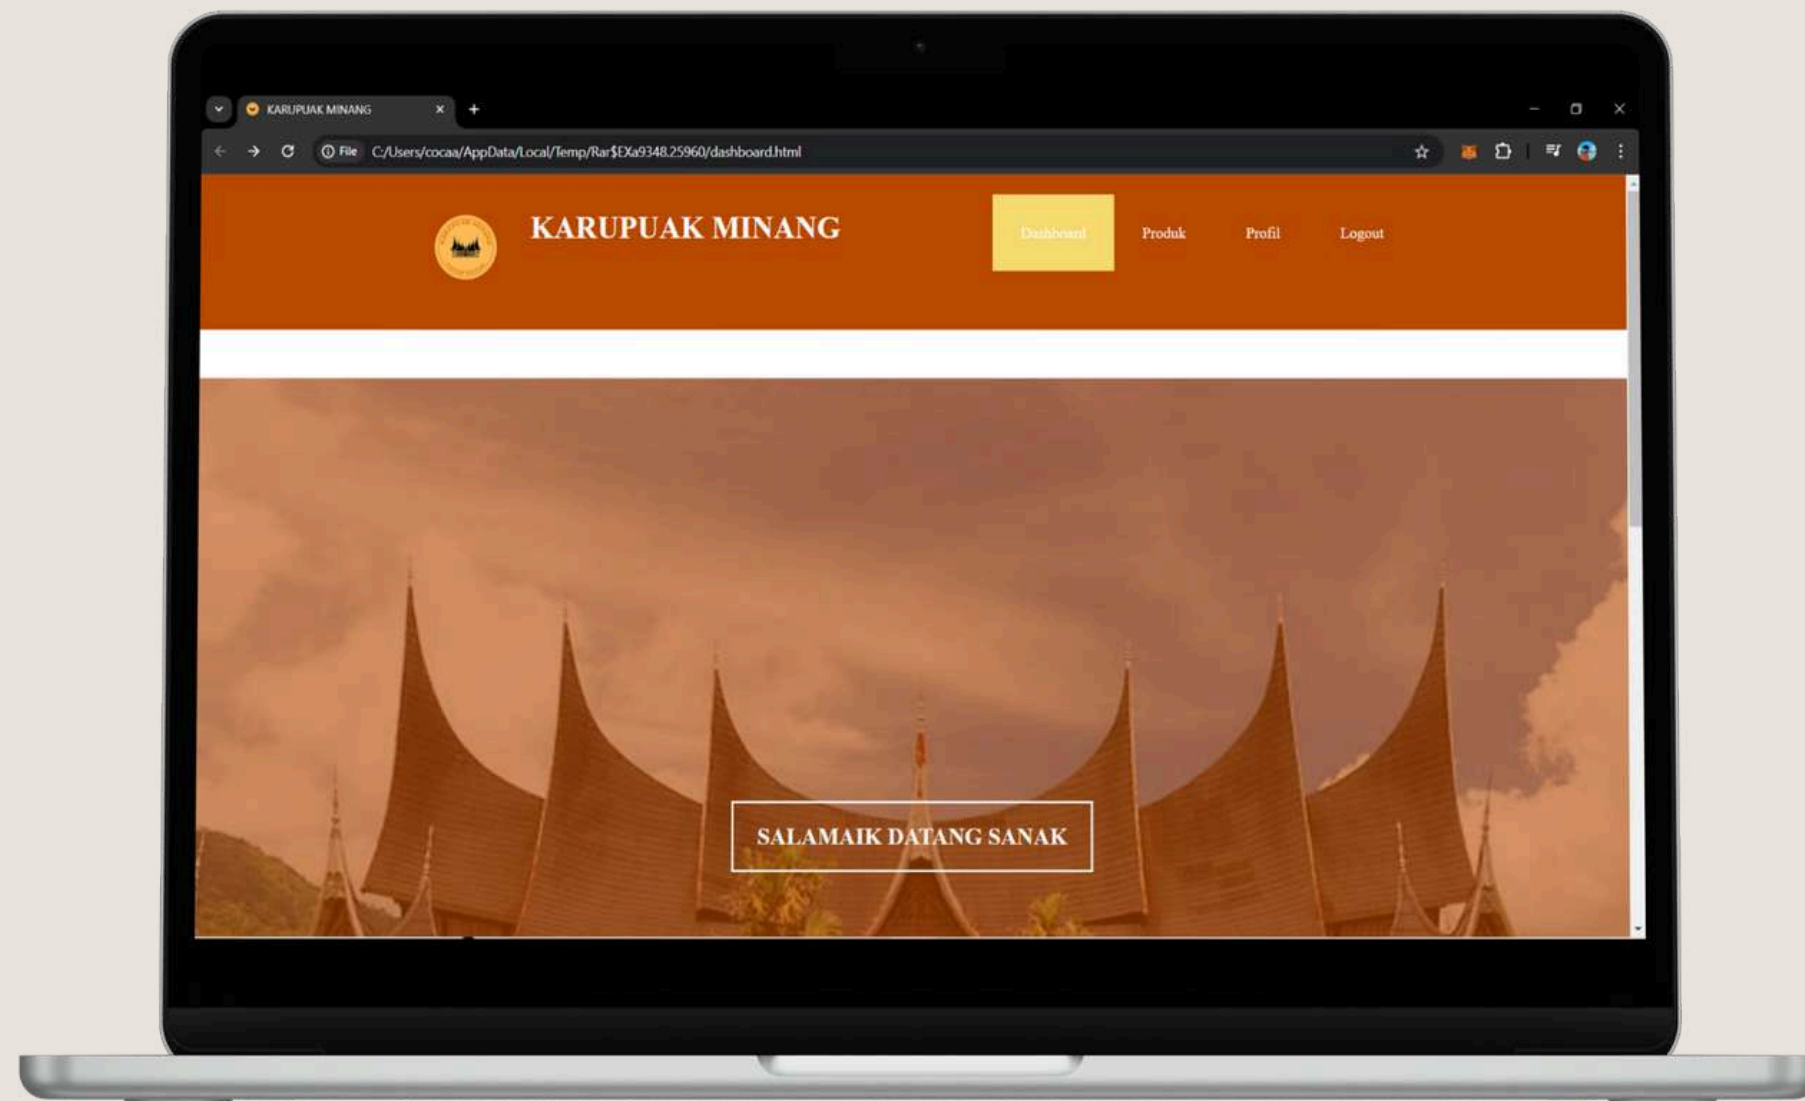 KARUPUAK MINANG
File C:/Users/cocaa/AppData/Local/Temp/Rar$EXa9348.25960/dashboard.html
KARUPUAK MINANG
Dashboard Produk Profil Logout
SALAMAIK DATANG SANAK